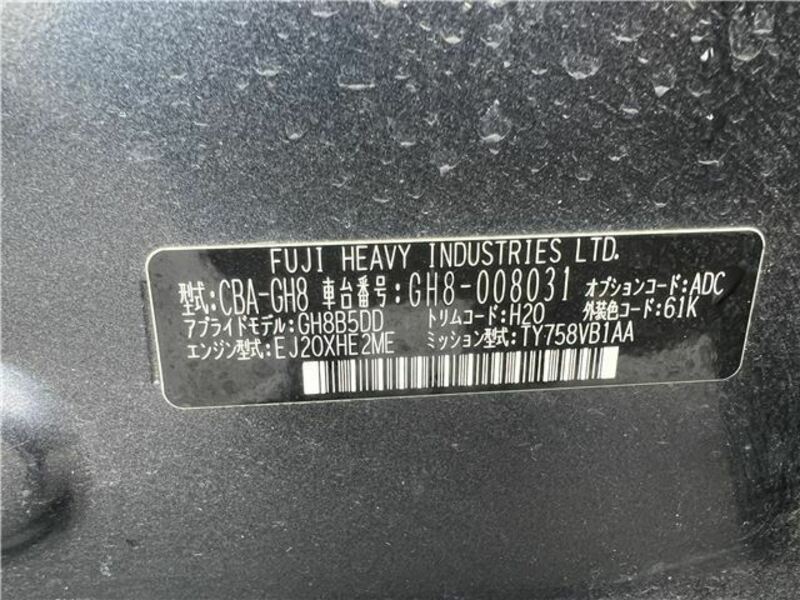 FUJI HEAVY INDUSTRIES LTD.
型式:CBA-GH8 車台番号:GH8-008031 オプションコード:ADC
アプライドモデル:GH8B5DD トリムコード:H20 外装色コード:61K
エンジン型式:EJ20XHE2ME ミッション型式:TY758VB1AA